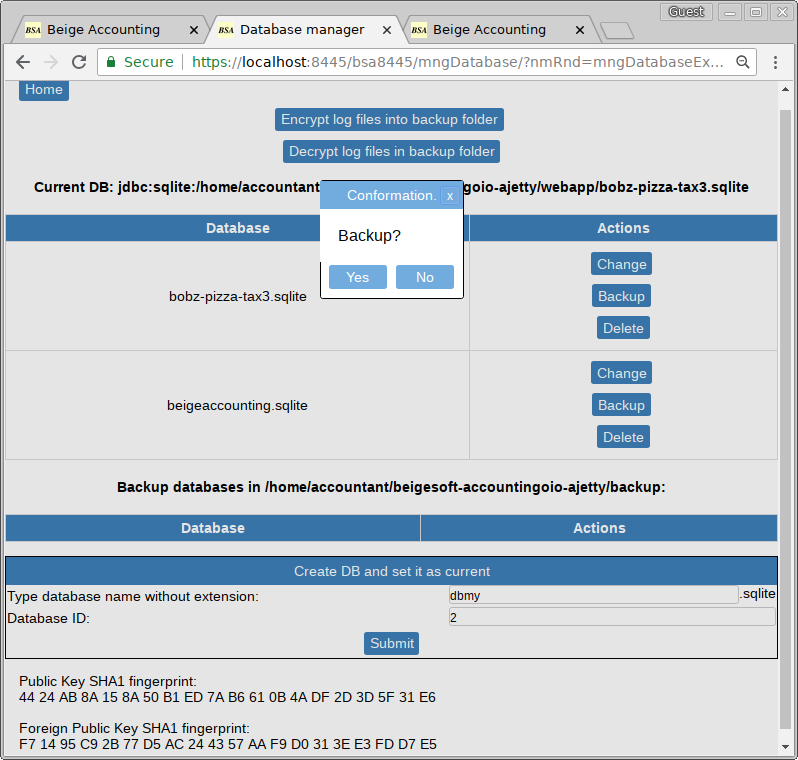 Guest
BSA Beige Accounting
BSA Database manager
BSA Beige Accounting
Secure https://localhost:8445/bsa8445/mngDatabase/?nmRnd=mngDatabaseEx...
Home
Encrypt log files into backup folder
Decrypt log files in backup folder
Current DB: jdbc:sqlite:/home/accountant goio-ajetty/webapp/bobz-pizza-tax3.sqlite
Conformation. x
Backup?
Yes No
Database Actions
bobz-pizza-tax3.sqlite
Change
Backup
Delete
beigeaccounting.sqlite
Change
Backup
Delete
Backup databases in /home/accountant/beigesoft-accountingoio-ajetty/backup:
Database Actions
Create DB and set it as current
Type database name without extension: dbmy .sqlite
Database ID: 2
Submit
Public Key SHA1 fingerprint:
44 24 AB 8A 15 8A 50 B1 ED 7A B6 61 0B 4A DF 2D 3D 5F 31 E6
Foreign Public Key SHA1 fingerprint:
F7 14 95 C9 2B 77 D5 AC 24 43 57 AA F9 D0 31 3E E3 FD D7 E5